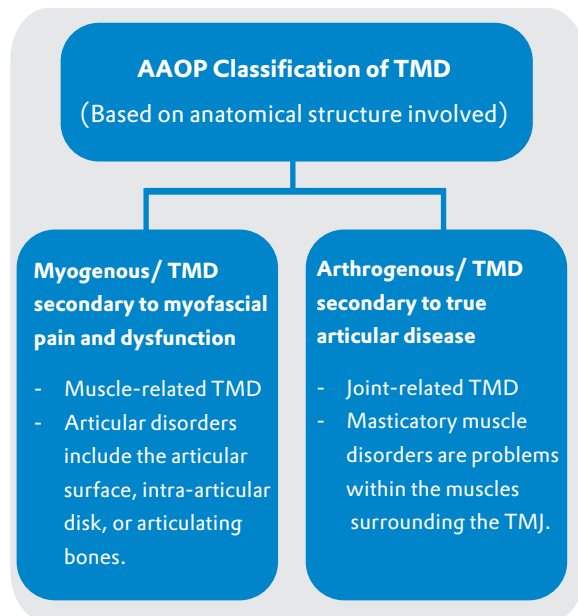 AAOP Classification of TMD
(Based on anatomical structure involved)
Myogenous/ TMD
secondary to myofascial
pain and dysfunction
- Muscle-related TMD
- Articular disorders
include the articular
surface, intra-articular
disk, or articulating
bones.
Arthrogenous/ TMD
secondary to true
articular disease
- Joint-related TMD
- Masticatory muscle
disorders are problems
within the muscles
surrounding the TMJ.